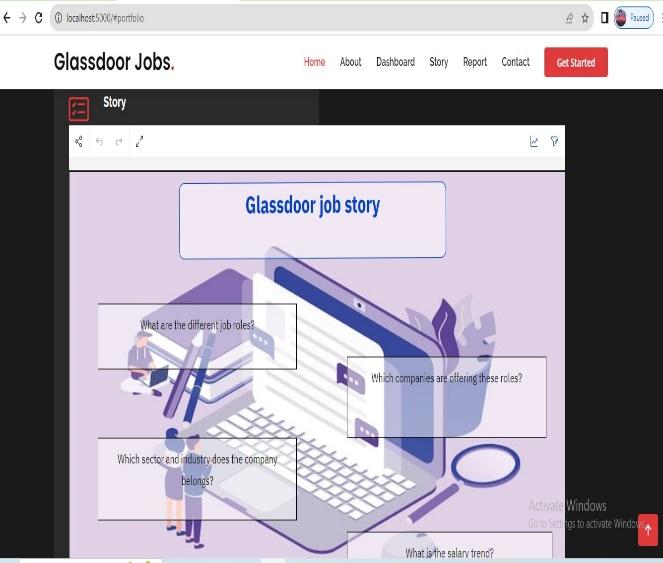 localhost:5000/#portfolio
Paused
Glassdoor Jobs.
Home About Dashboard Story Report Contact Get Started
Story
Glassdoor job story
What are the different job roles?
Which companies are offering these roles?
Which sector and industry does the company
belongs?
Activate Windows
Go to Settings to activate Windows.
What is the salary trend?